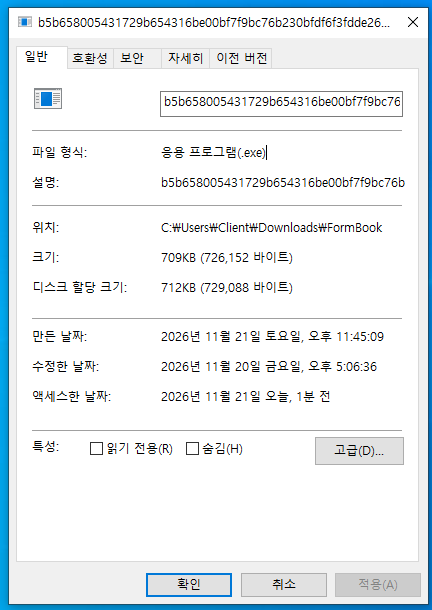 b5b658005431729b654316be00bf7f9bc76b230bfdf6f3fdde26...
일반 호환성 보안 자세히 이전 버전
b5b658005431729b654316be00bf7f9bc76
파일 형식: 응용 프로그램(.exe)
설명: b5b658005431729b654316be00bf7f9bc76b
위치: C:₩Users₩Client₩Downloads₩FormBook
크기: 709KB (726,152 바이트)
디스크 할당 크기: 712KB (729,088 바이트)
만든 날짜: 2026년 11월 21일 토요일, 오후 11:45:09
수정한 날짜: 2026년 11월 20일 금요일, 오후 5:06:36
액세스한 날짜: 2026년 11월 21일 오늘, 1분 전
특성: 읽기 전용(R) 숨김(H) 고급(D)...
확인 취소 적용(A)